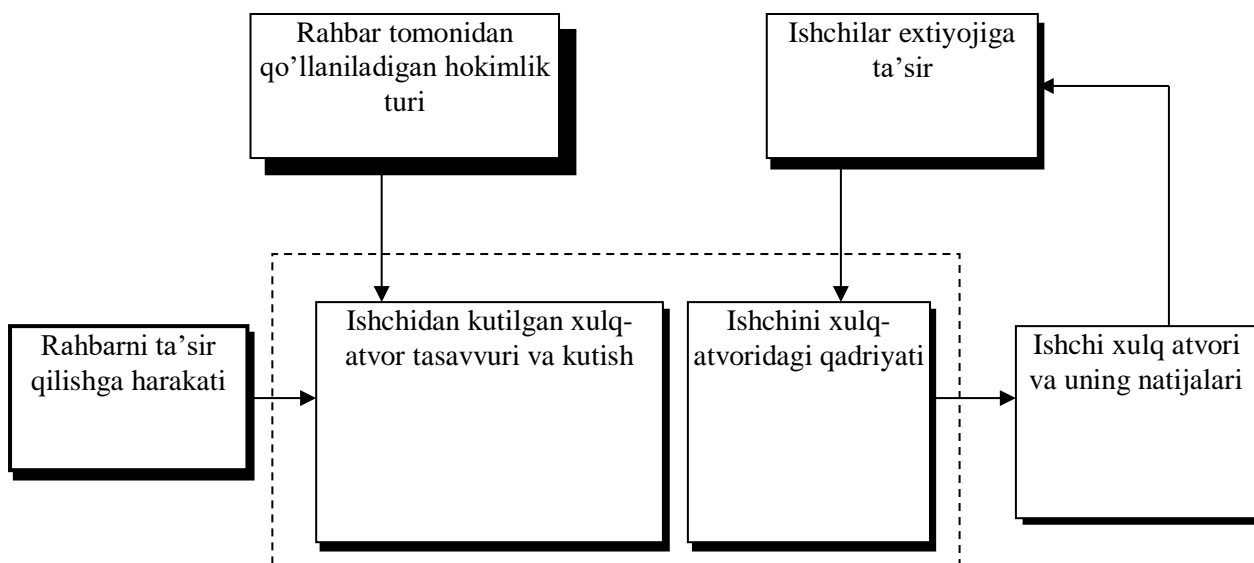 Rahbar tomonidan
qo’llaniladigan hokimlik
turi
Ishchilar extiyojiga
ta’sir
Rahbarni ta’sir
qilishga harakati
Ishchidan kutilgan xulq-
atvor tasavvuri va kutish
Ishchini xulq-
atvoridagi qadriyati
Ishchi xulq atvori
va uning natijalari